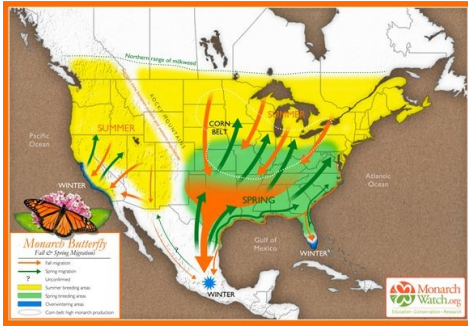 Northern range of milkweed
ROCKY MOUNTAINS
SUMMER
CORN
BELT
SUMMER
Pacific
Ocean
Atlantic
Ocean
WINTER
SPRING
Gulf of
Mexico
WINTER
WINTER
?
Monarch Butterfly
Fall & Spring Migrations
Fall migration
Spring migration
? Unconfirmed
Summer breeding areas
Spring breeding areas
Overwintering areas
Corn belt high monarch production
Monarch
Watch.org
Education • Conservation • Research